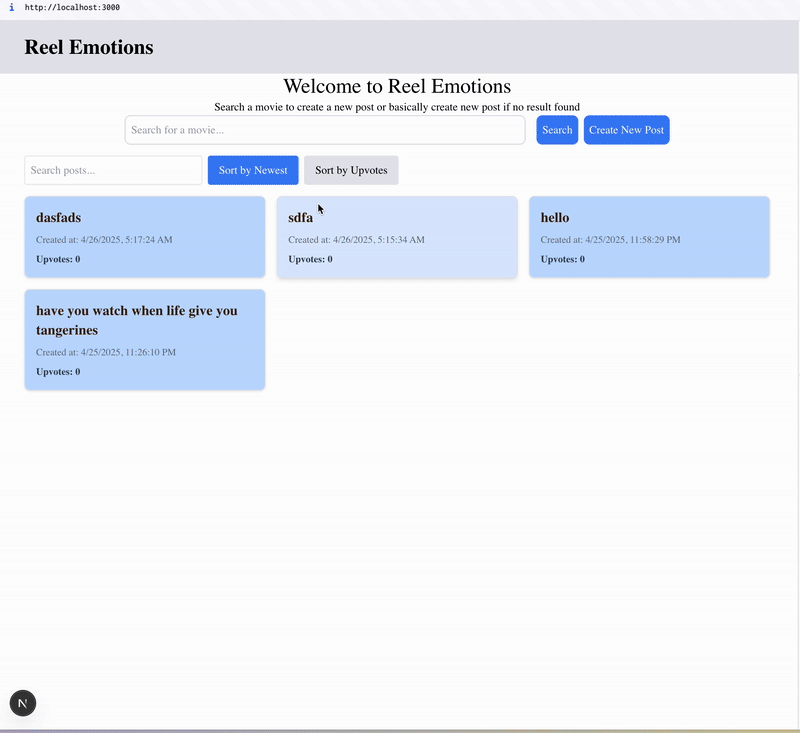 i http://localhost:3000
Reel Emotions
Welcome to Reel Emotions
Search a movie to create a new post or basically create new post if no result found
Search for a movie... Search Create New Post
Search posts... Sort by Newest Sort by Upvotes
dasfads
Created at: 4/26/2025, 5:17:24 AM
Upvotes: 0
sdfa
Created at: 4/26/2025, 5:15:34 AM
Upvotes: 0
hello
Created at: 4/25/2025, 11:58:29 PM
Upvotes: 0
have you watch when life give you
tangerines
Created at: 4/25/2025, 11:26:10 PM
Upvotes: 0
N